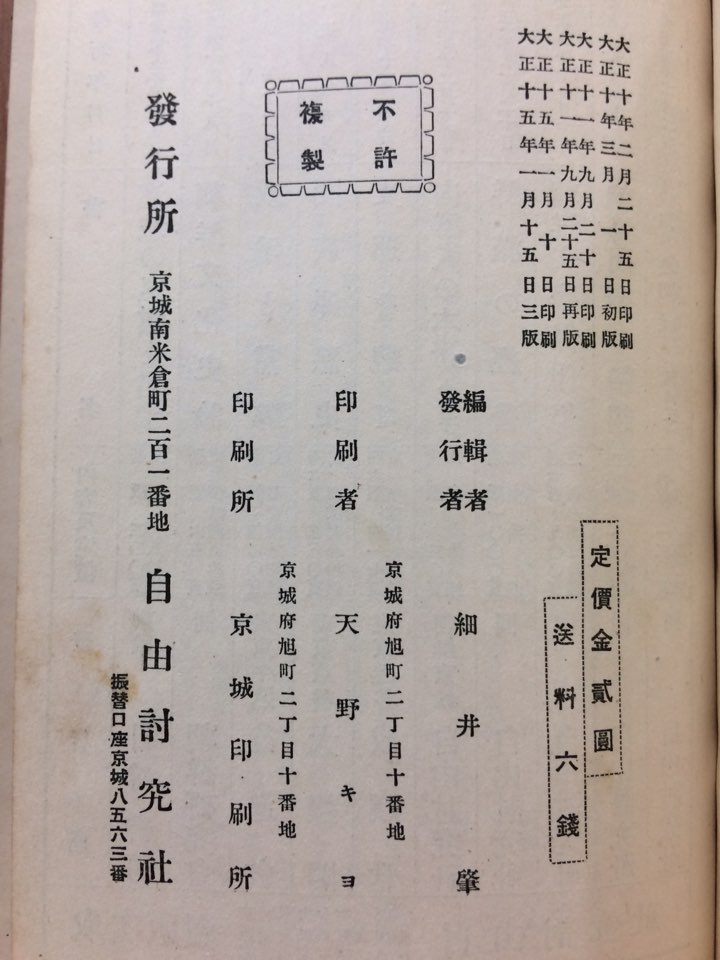 大正十年二月二十五日印刷
大正十年三月一日初版
大正十一年九月二十日印刷
大正十一年九月二十五日再版
大正十五年一月十日印刷
大正十五年一月十五日三版
定價金貳圓
送料六錢
不許
複製
編輯者
發行者
細井肇
京城府旭町二丁目十番地
印刷者
天野キヨ
京城府旭町二丁目十番地
印刷所
京城印刷所
發行所
京城南米倉町二百一番地
自由討究社
振替口座京城八五六三番